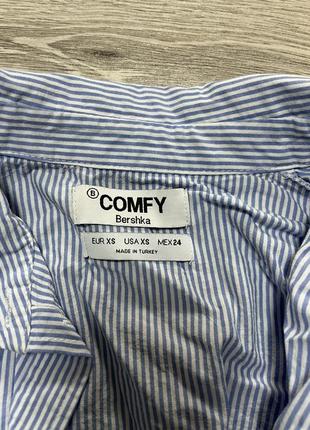 Ⓑ COMFY
Bershka
EUR XS USA XS MEX 24
MADE IN TURKEY